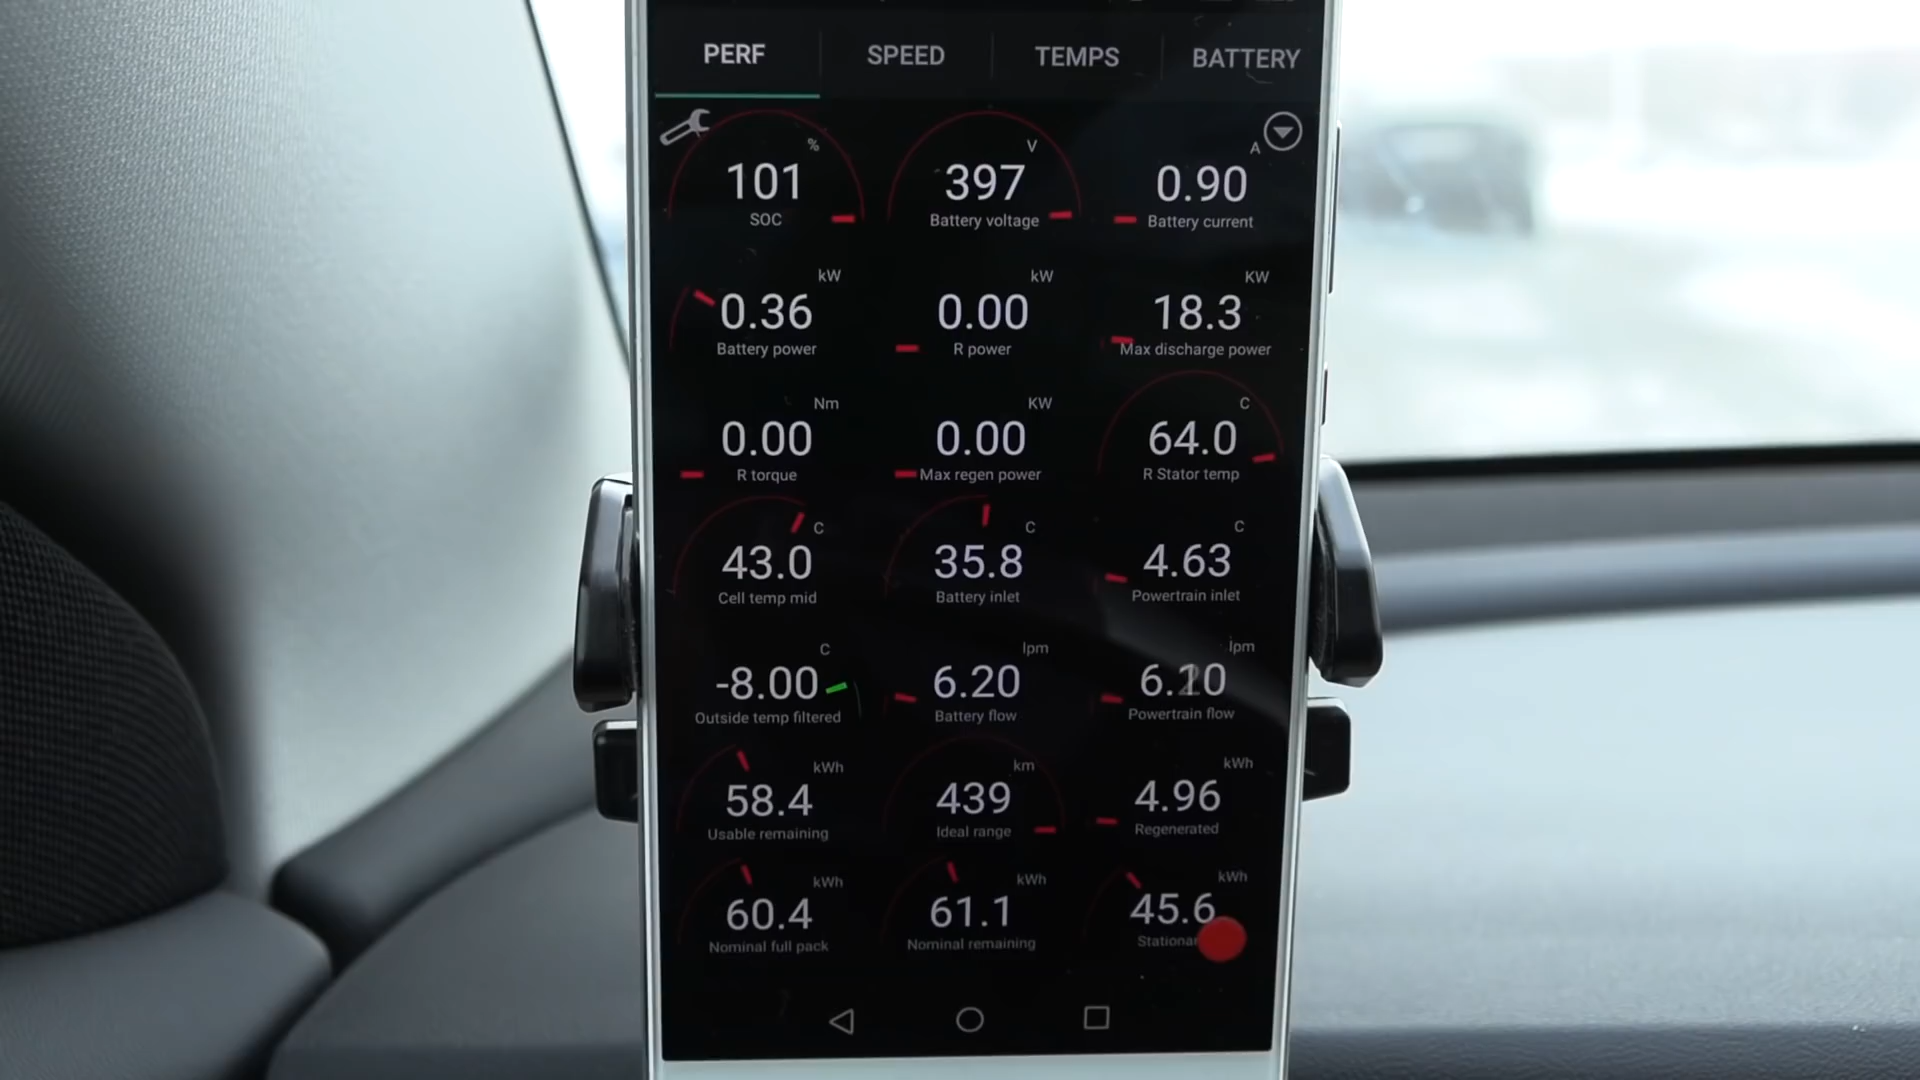 PERF SPEED TEMPS BATTERY
% V A
101 397 0.90
SOC Battery voltage Battery current
kW kW KW
0.36 0.00 18.3
Battery power R power Max discharge power
Nm KW C
0.00 0.00 64.0
R torque Max regen power R Stator temp
C C C
43.0 35.8 4.63
Cell temp mid Battery inlet Powertrain inlet
C lpm lpm
-8.00 6.20
Outside temp filtered Battery flow Powertrain flow
kWh km kWh
58.4 439 4.96
Usable remaining Ideal range Regenerated
kWh kWh kWh
60.4 61.1 45.6
Nominal full pack Nominal remaining